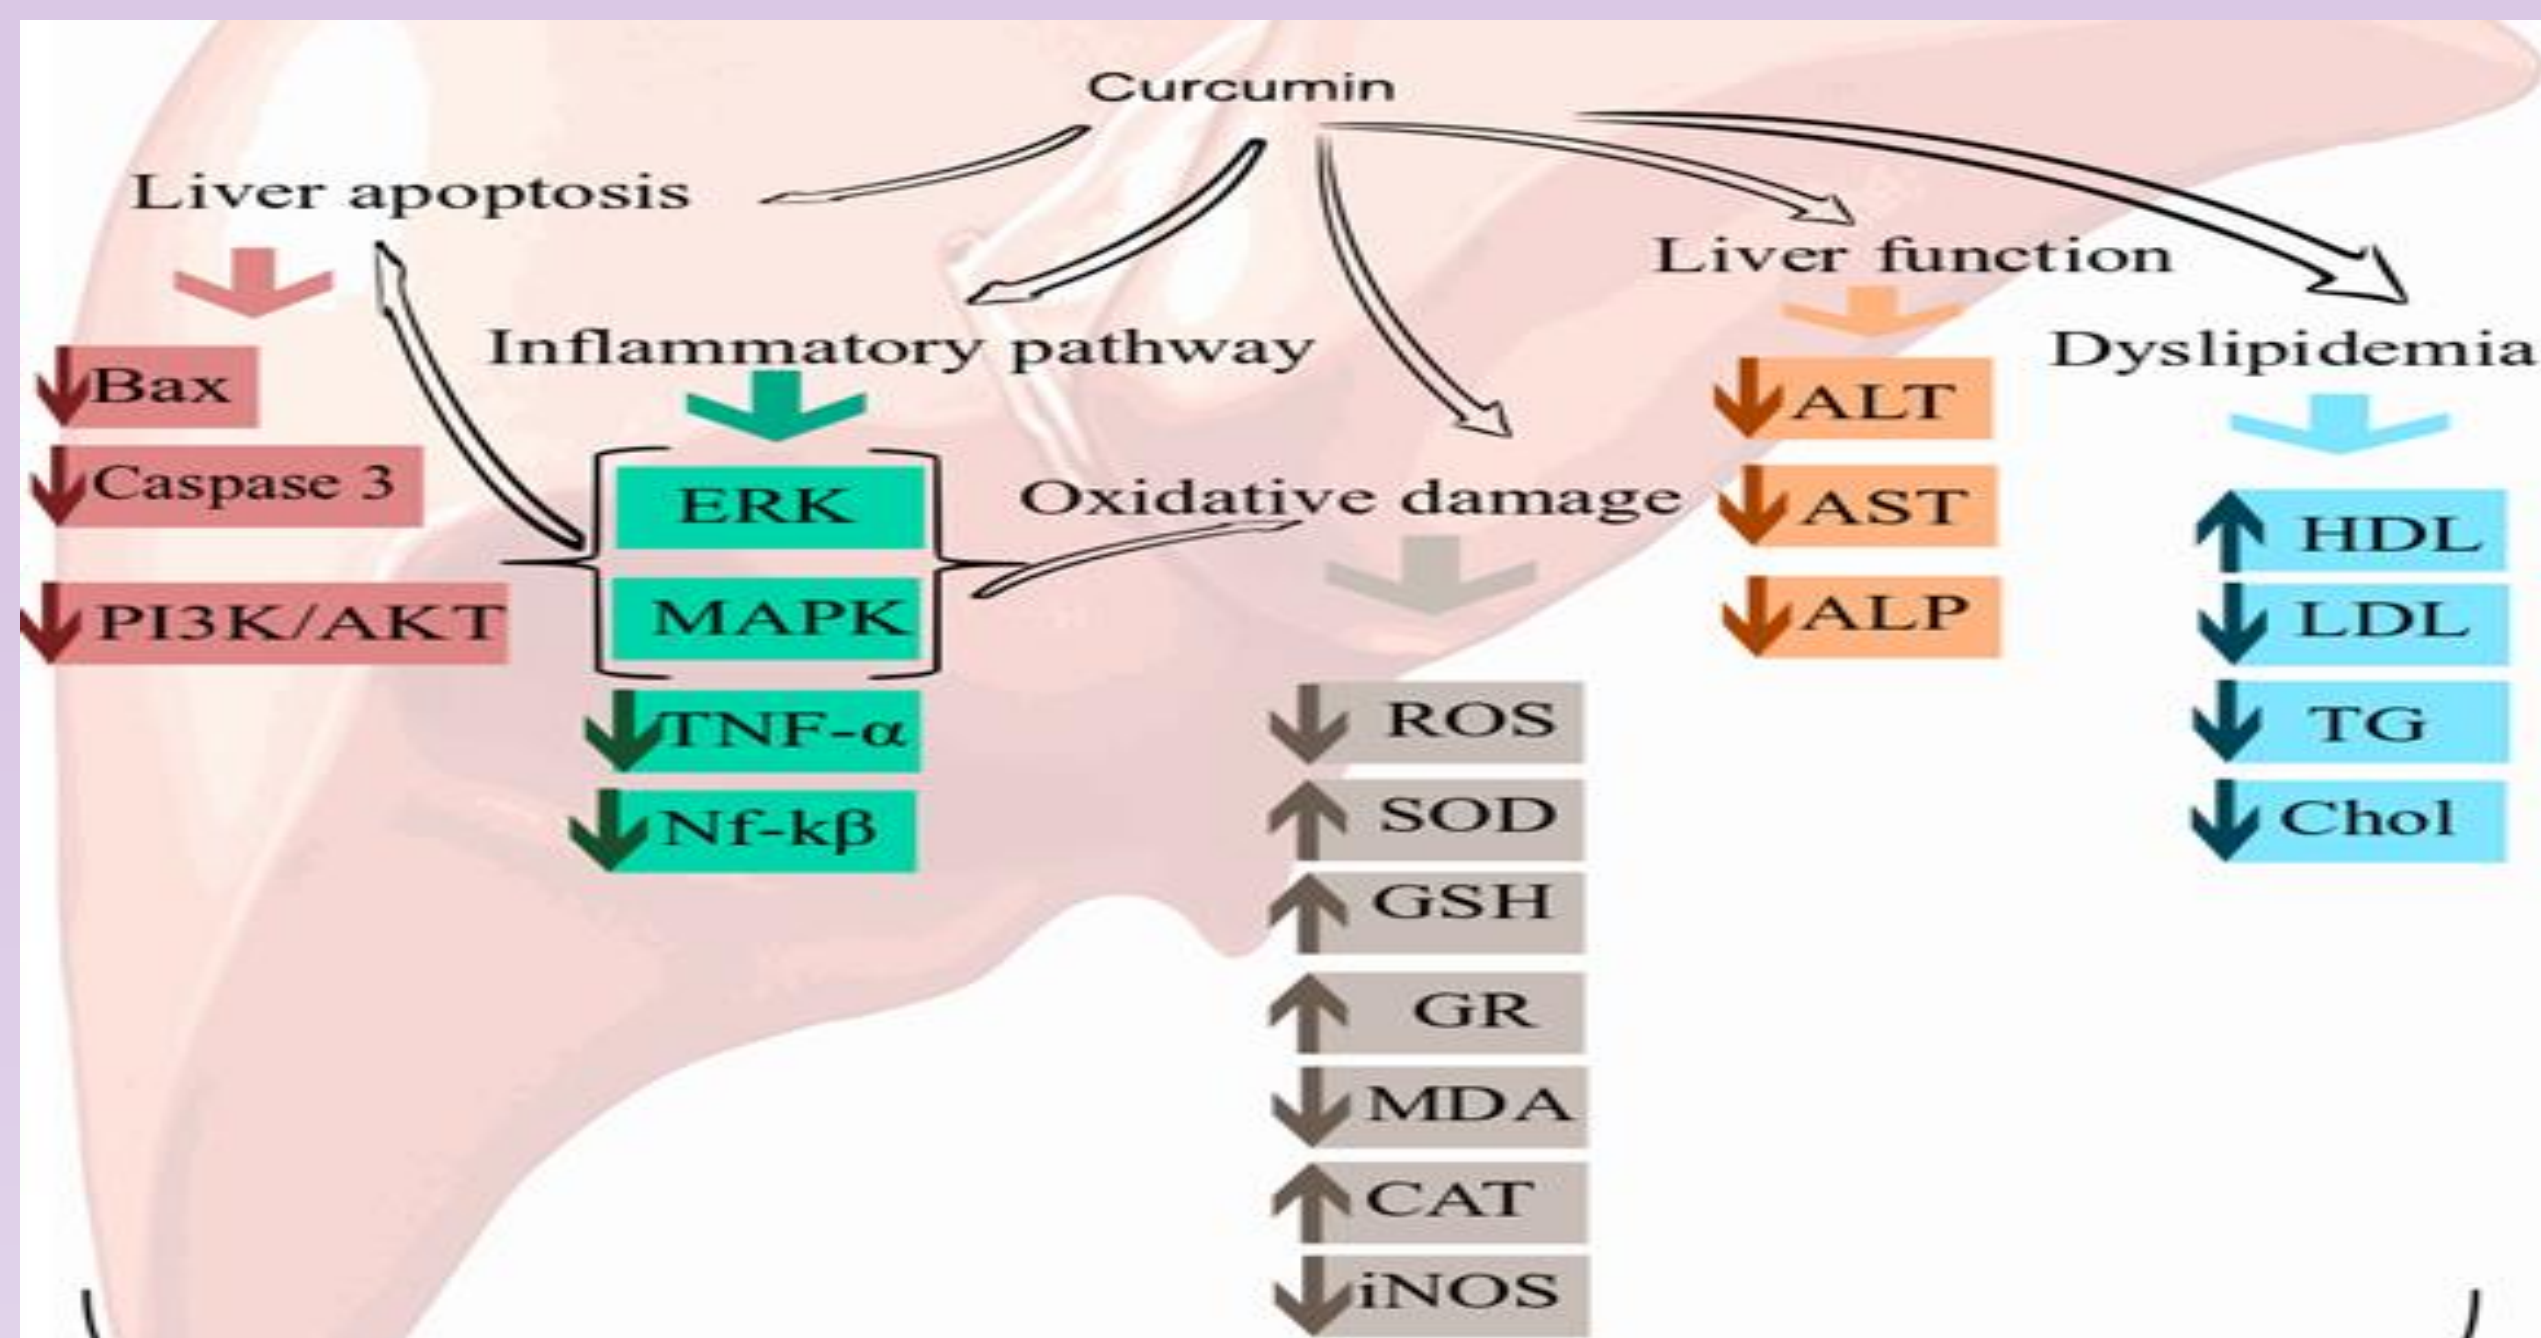 Curcumin
Liver apoptosis
Bax
Caspase 3
PI3K/AKT
Inflammatory pathway
ERK
MAPK
TNF-α
Nf-kβ
Oxidative damage
ROS
SOD
GSH
GR
MDA
CAT
iNOS
Liver function
ALT
AST
ALP
Dyslipidemia
HDL
LDL
TG
Chol